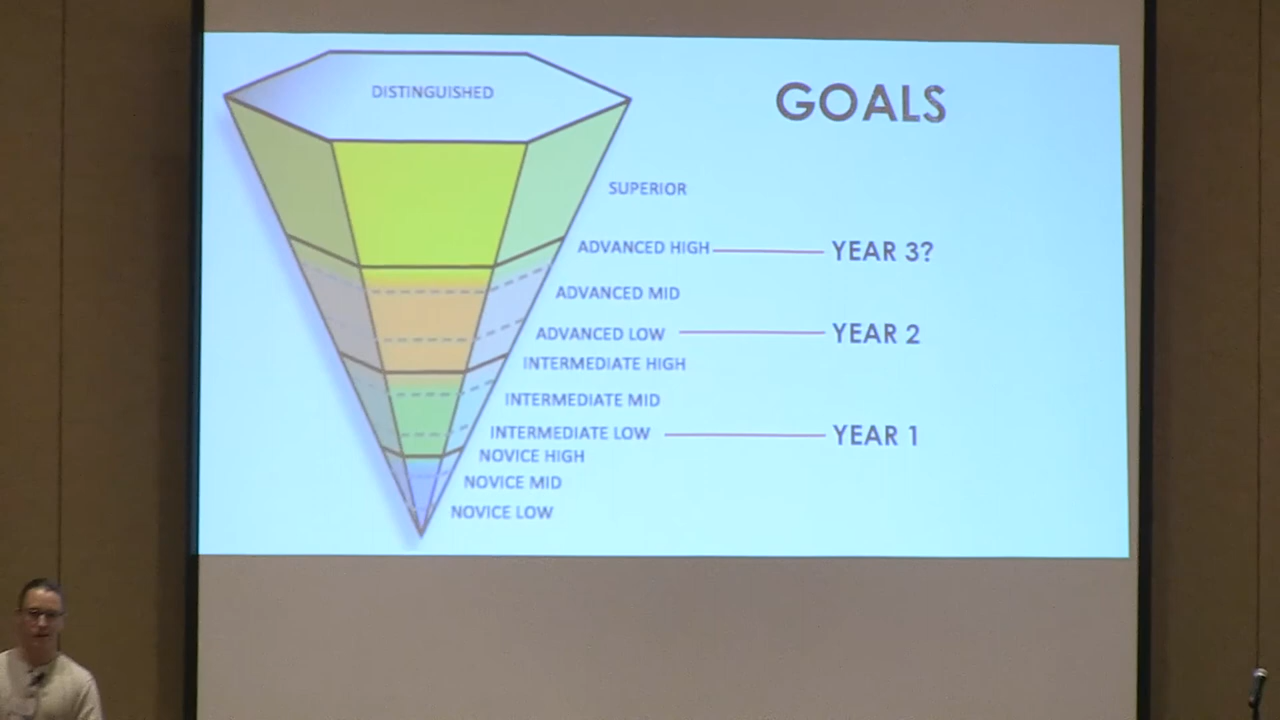 GOALS
DISTINGUISHED
SUPERIOR
ADVANCED HIGH YEAR 3?
ADVANCED MID
ADVANCED LOW YEAR 2
INTERMEDIATE HIGH
INTERMEDIATE MID
INTERMEDIATE LOW YEAR 1
NOVICE HIGH
NOVICE MID
NOVICE LOW